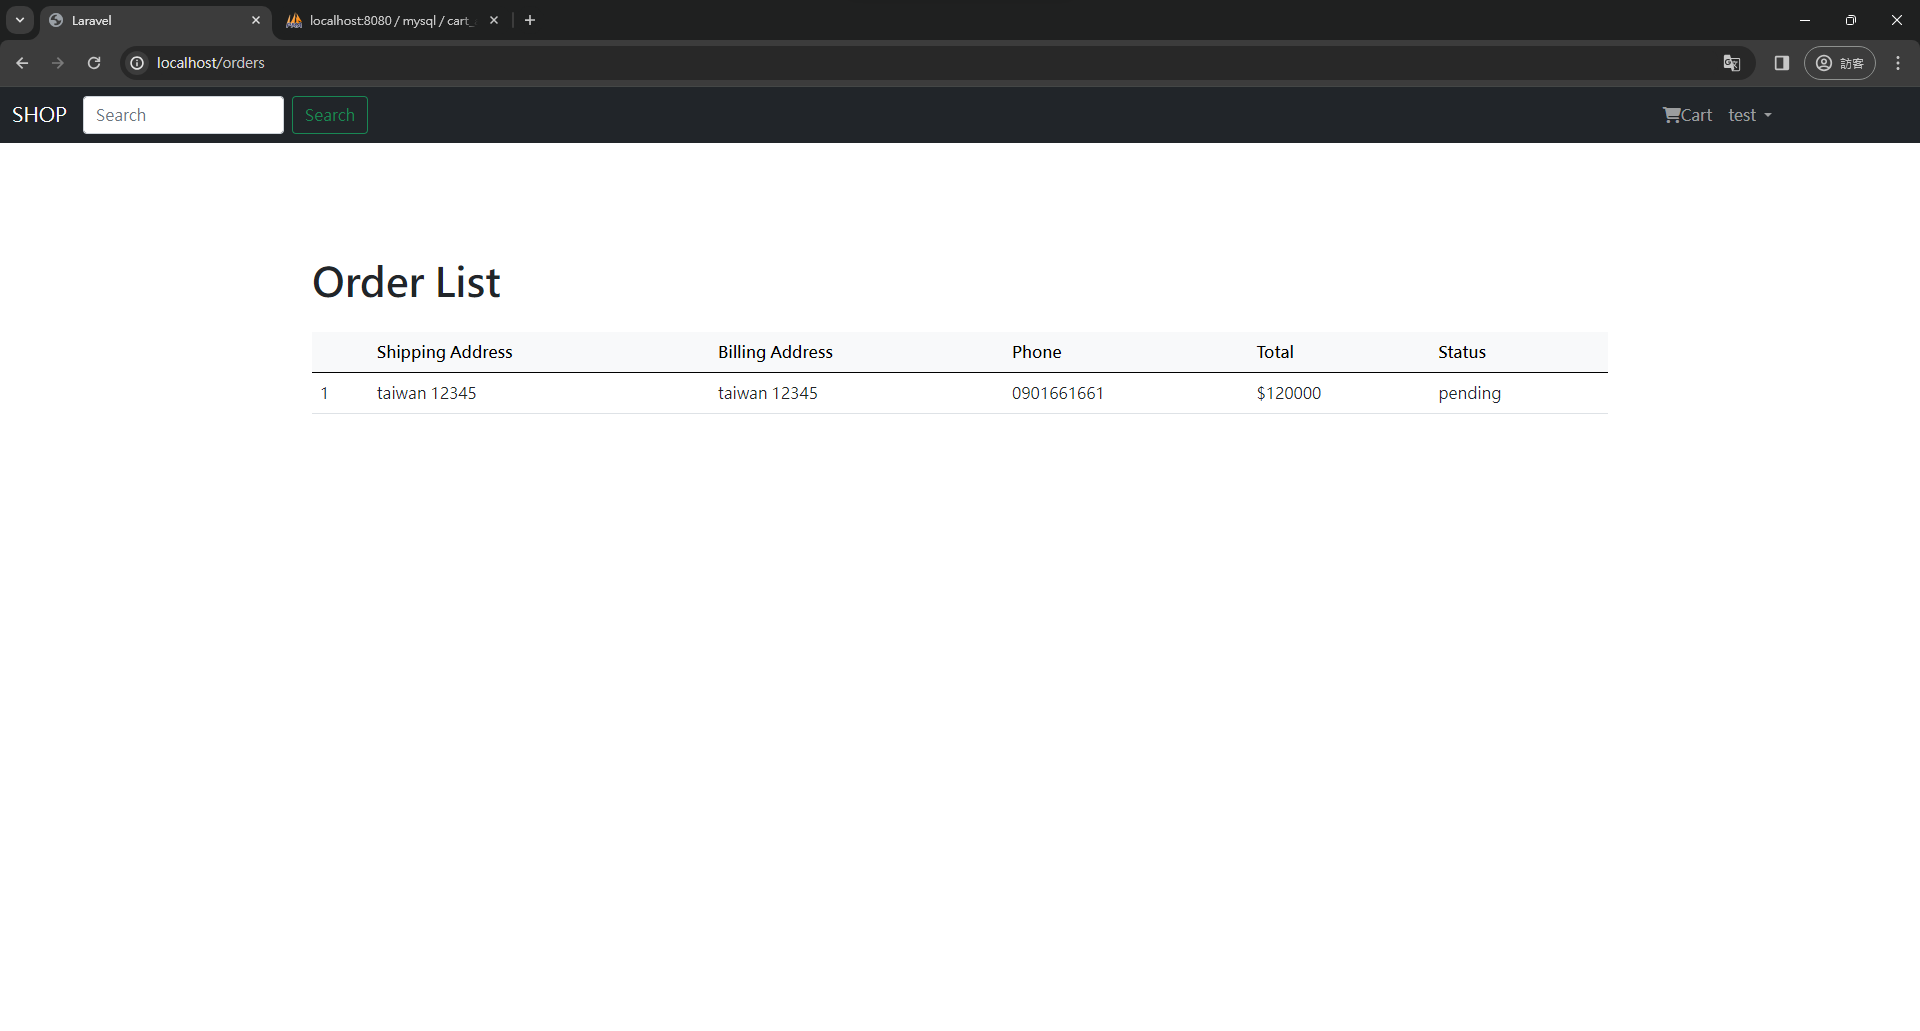 Laravel
localhost:8080 / mysql / cart_
localhost/orders
訪客
SHOP Search Search Cart test
Order List
Shipping Address Billing Address Phone Total Status
1 taiwan 12345 taiwan 12345 0901661661 $120000 pending